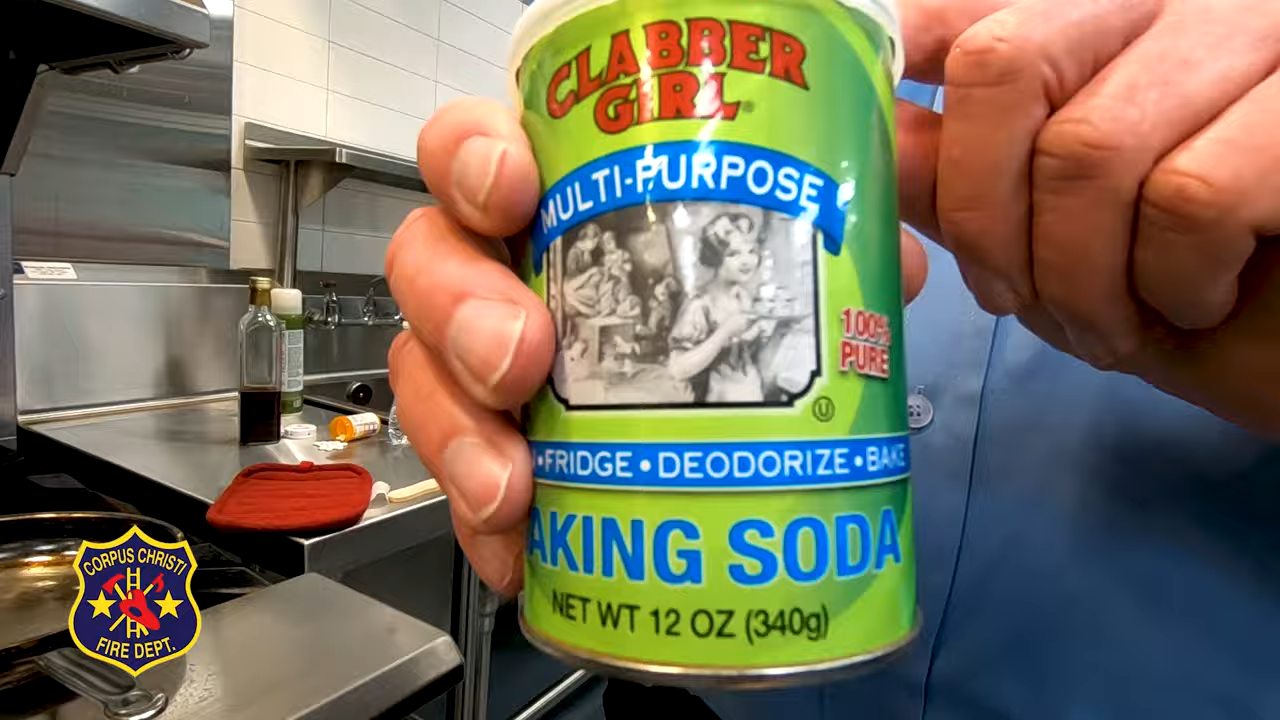 CLABBER
GIRL®
MULTI-PURPOSE
100%
PURE
U
•FRIDGE•DEODORIZE•BAKE
AKING SODA
NET WT 12 OZ (340g)
CORPUS CHRISTI
FIRE DEPT.